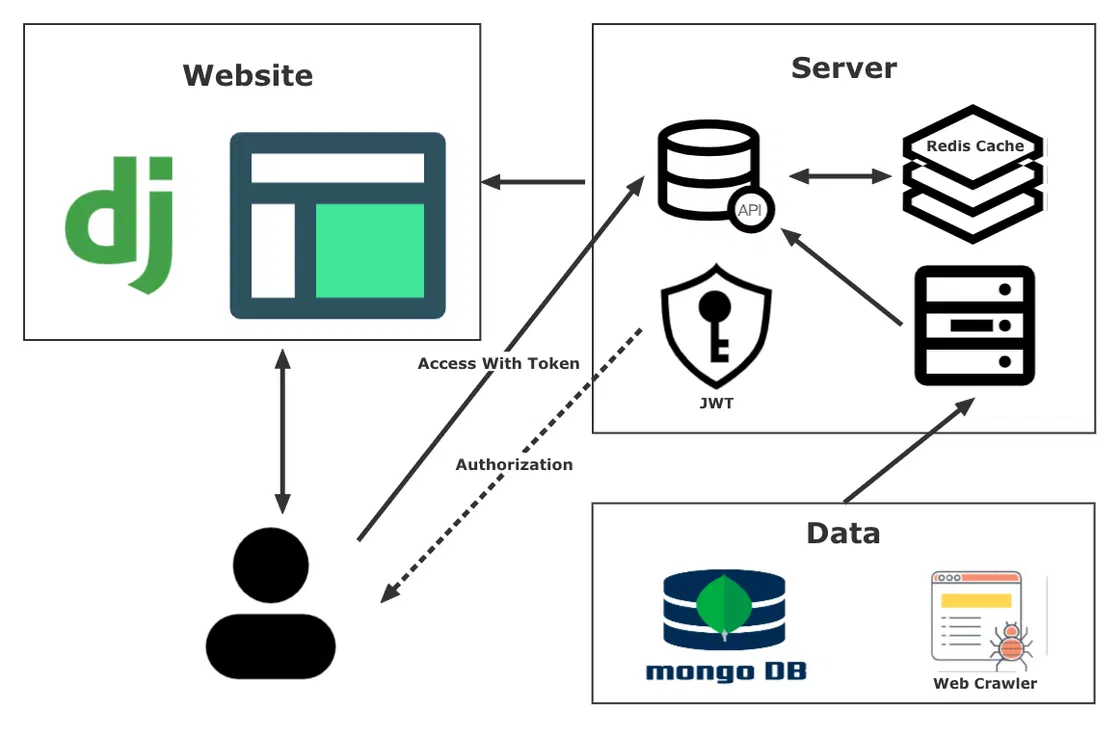 Website
Server
dj
Redis Cache
API
Access With Token
JWT
Authorization
Data
mongo DB
Web Crawler